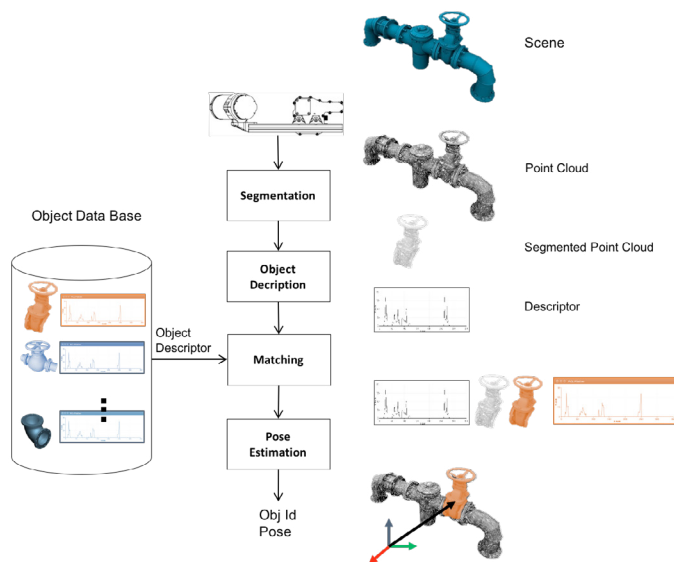 Scene
Point Cloud
Segmentation
Object Data Base
Segmented Point Cloud
Object
Decription
Descriptor
Object
Descriptor
Matching
Pose
Estimation
Obj Id
Pose